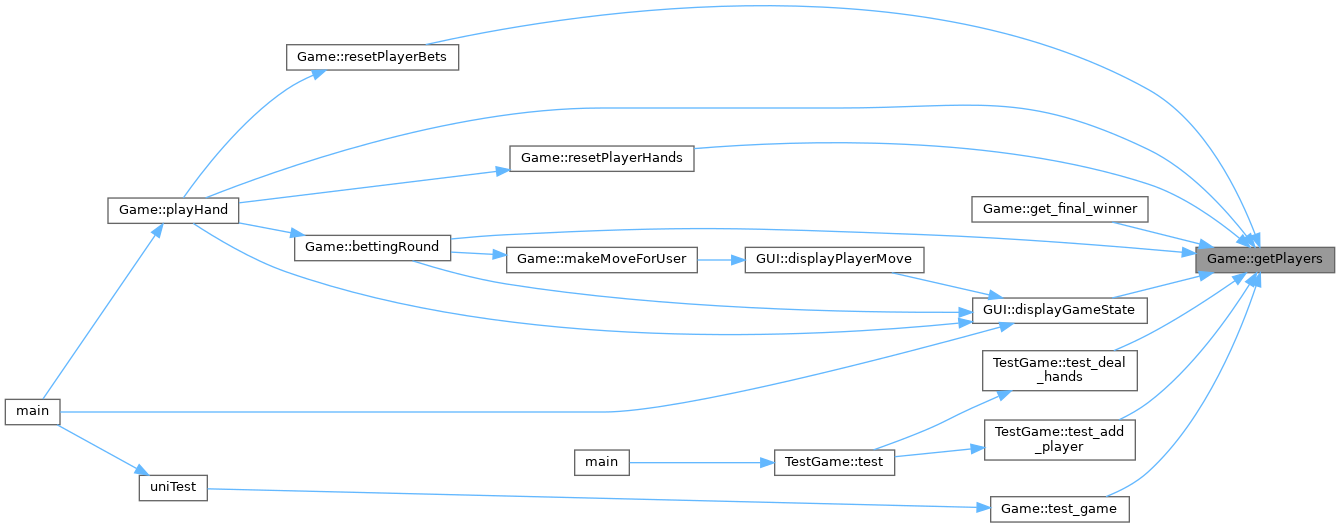 Game::resetPlayerBets
Game::resetPlayerHands
Game::get_final_winner
Game::playHand
Game::bettingRound
Game::makeMoveForUser
GUI::displayPlayerMove
Game::getPlayers
GUI::displayGameState
TestGame::test_deal
_hands
main
TestGame::test_add
_player
main
TestGame::test
uniTest
Game::test_game